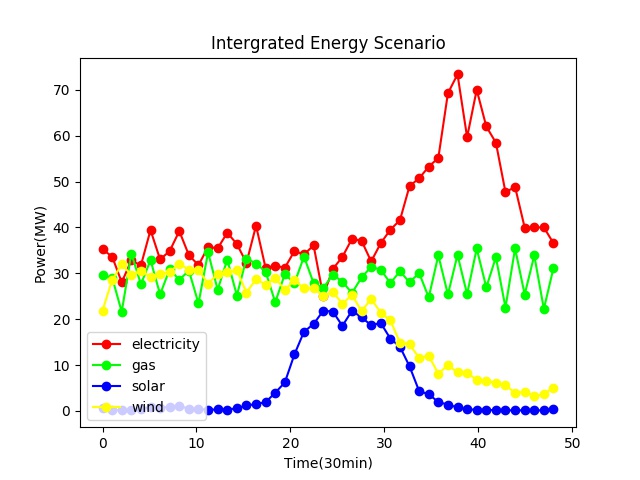 Intergrated Energy Scenario
Power(MW)
70
60
50
40
30
20
10
0
electricity
gas
solar
wind
0 10 20 30 40 50
Time(30min)